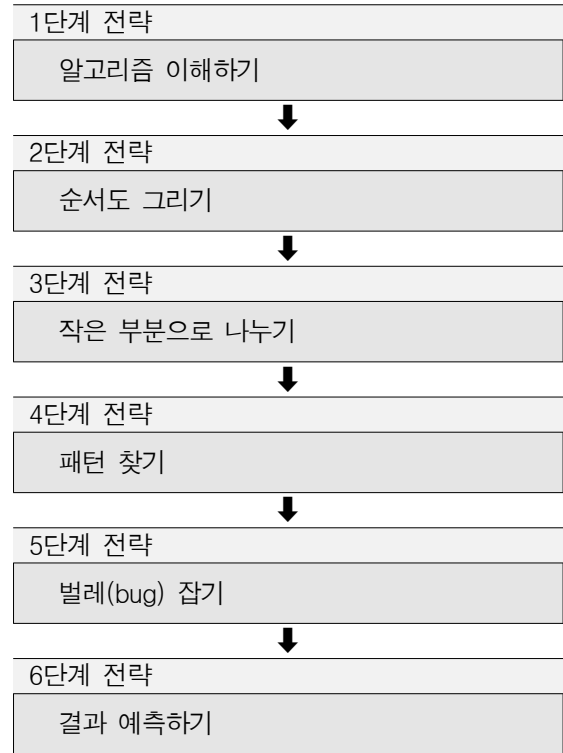 1단계 전략
알고리즘 이해하기
2단계 전략
순서도 그리기
3단계 전략
작은 부분으로 나누기
4단계 전략
패턴 찾기
5단계 전략
벌레(bug) 잡기
6단계 전략
결과 예측하기